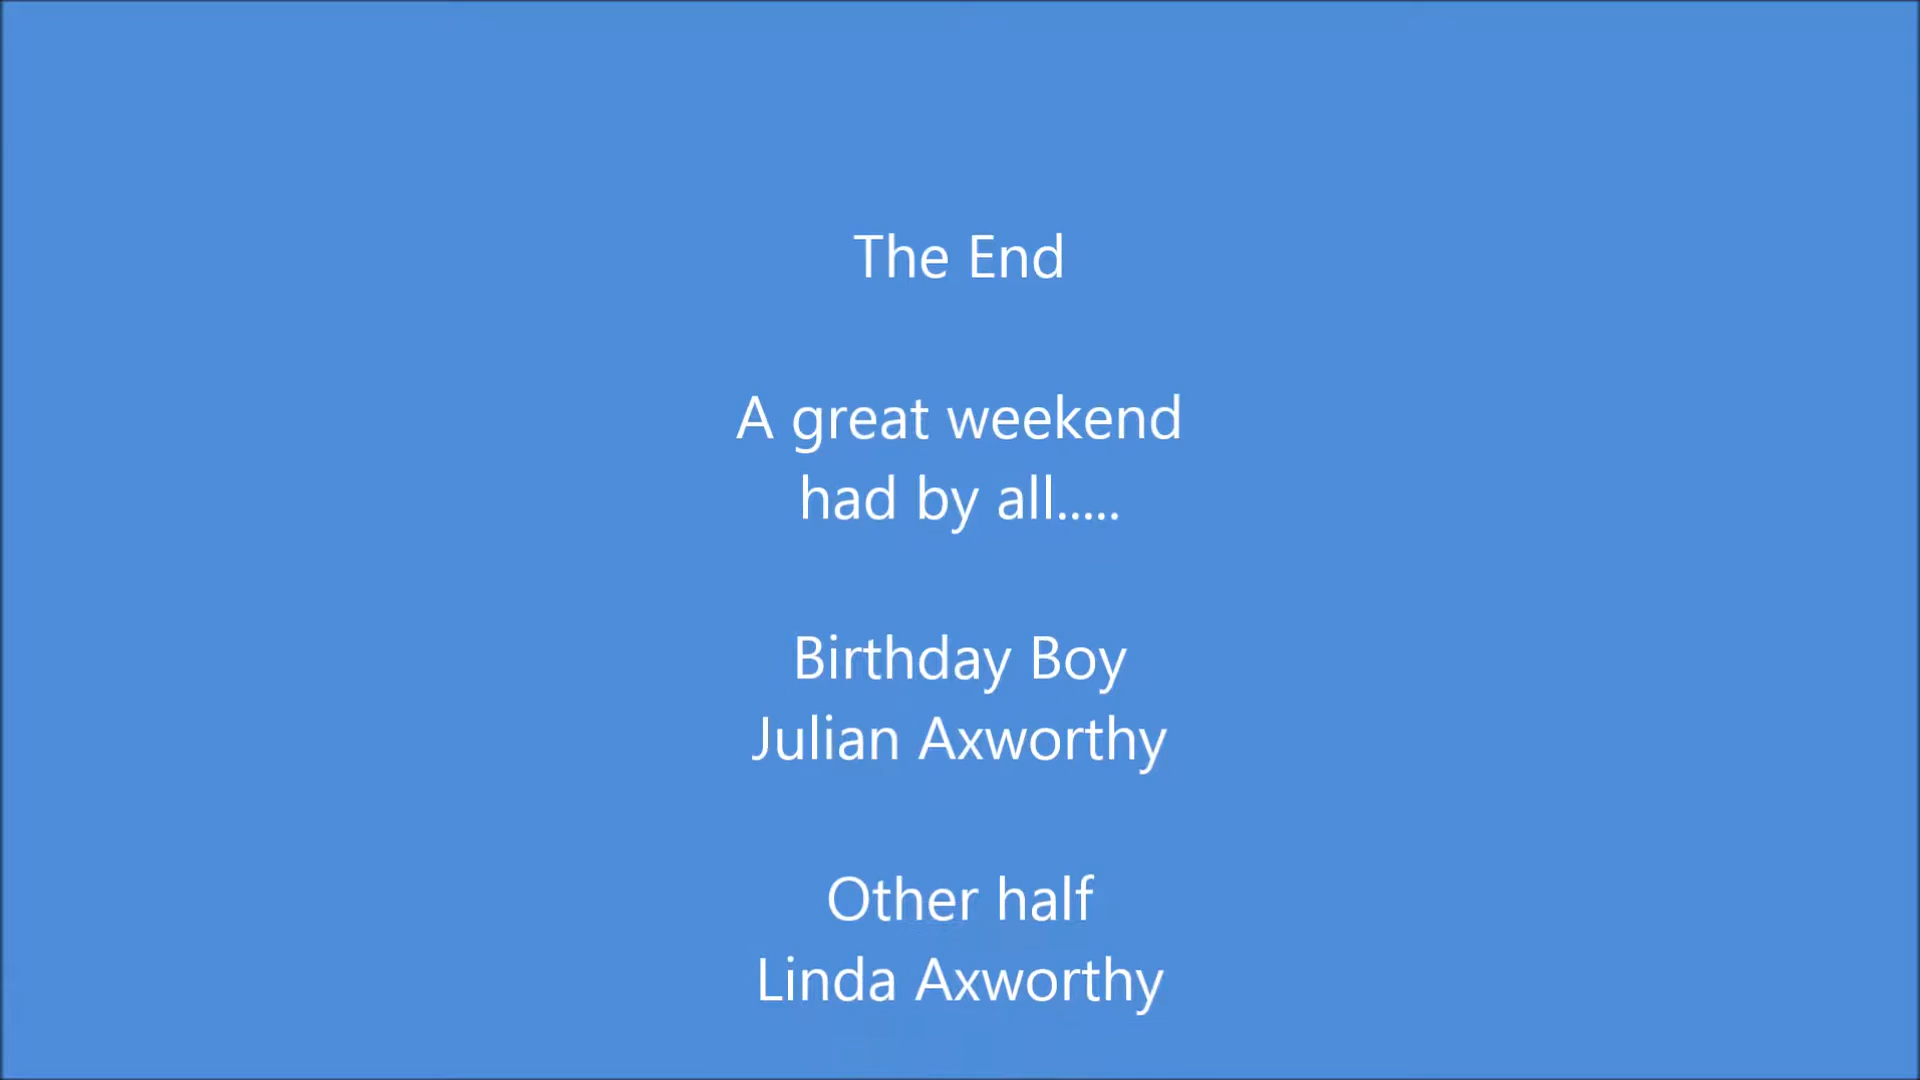 The End
A great weekend
had by all.....
Birthday Boy
Julian Axworthy
Other half
Linda Axworthy